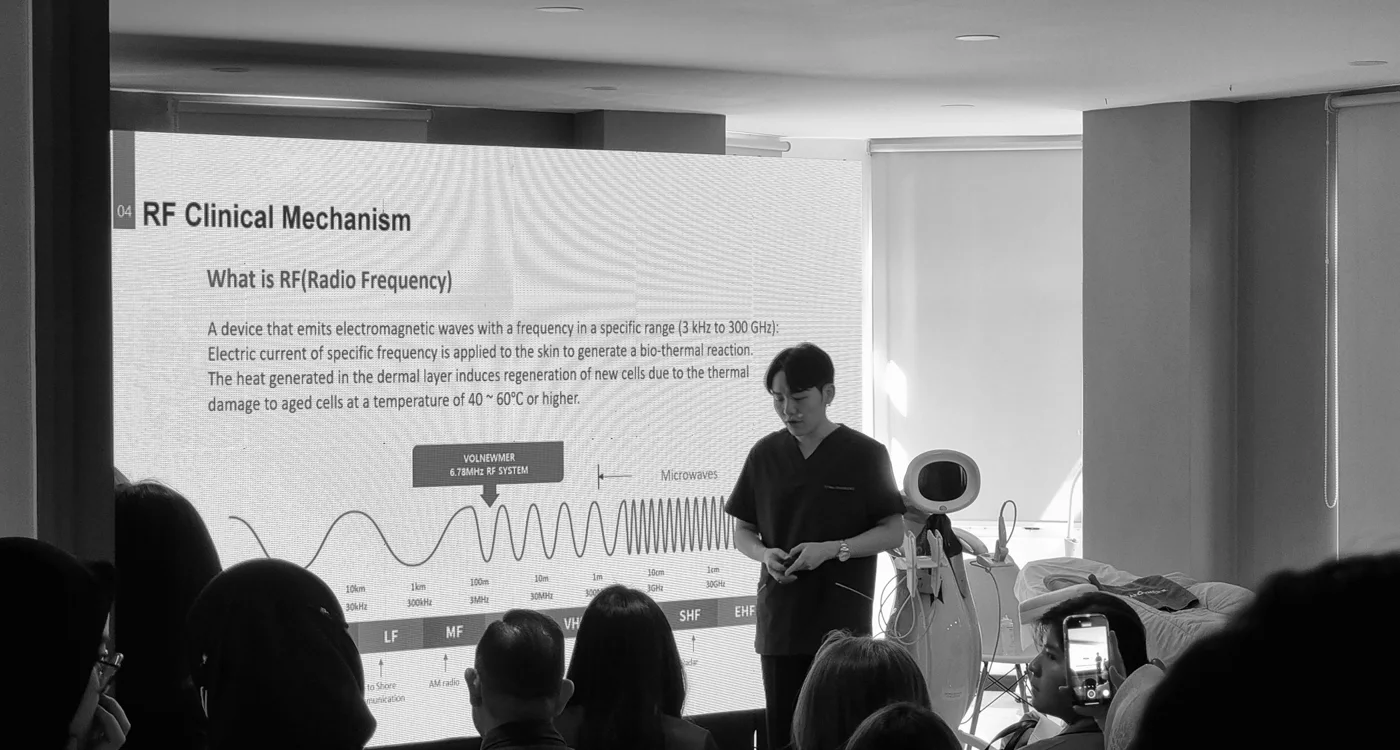 04 RF Clinical Mechanism
What is RF(Radio Frequency)
A device that emits electromagnetic waves with a frequency in a specific range (3 kHz to 300 GHz):
Electric current of specific frequency is applied to the skin to generate a bio-thermal reaction.
The heat generated in the dermal layer induces regeneration of new cells due to the thermal
damage to aged cells at a temperature of 40 ~ 60℃ or higher.
VOLNEWMER
6.78MHz RF SYSTEM
Microwaves
10km 1km 100m 10m 1m 10cm 1cm
30kHz 300kHz 3MHz 30MHz 3GHz 30GHz
LF MF VH SHF EHF
to Shore
AM radio